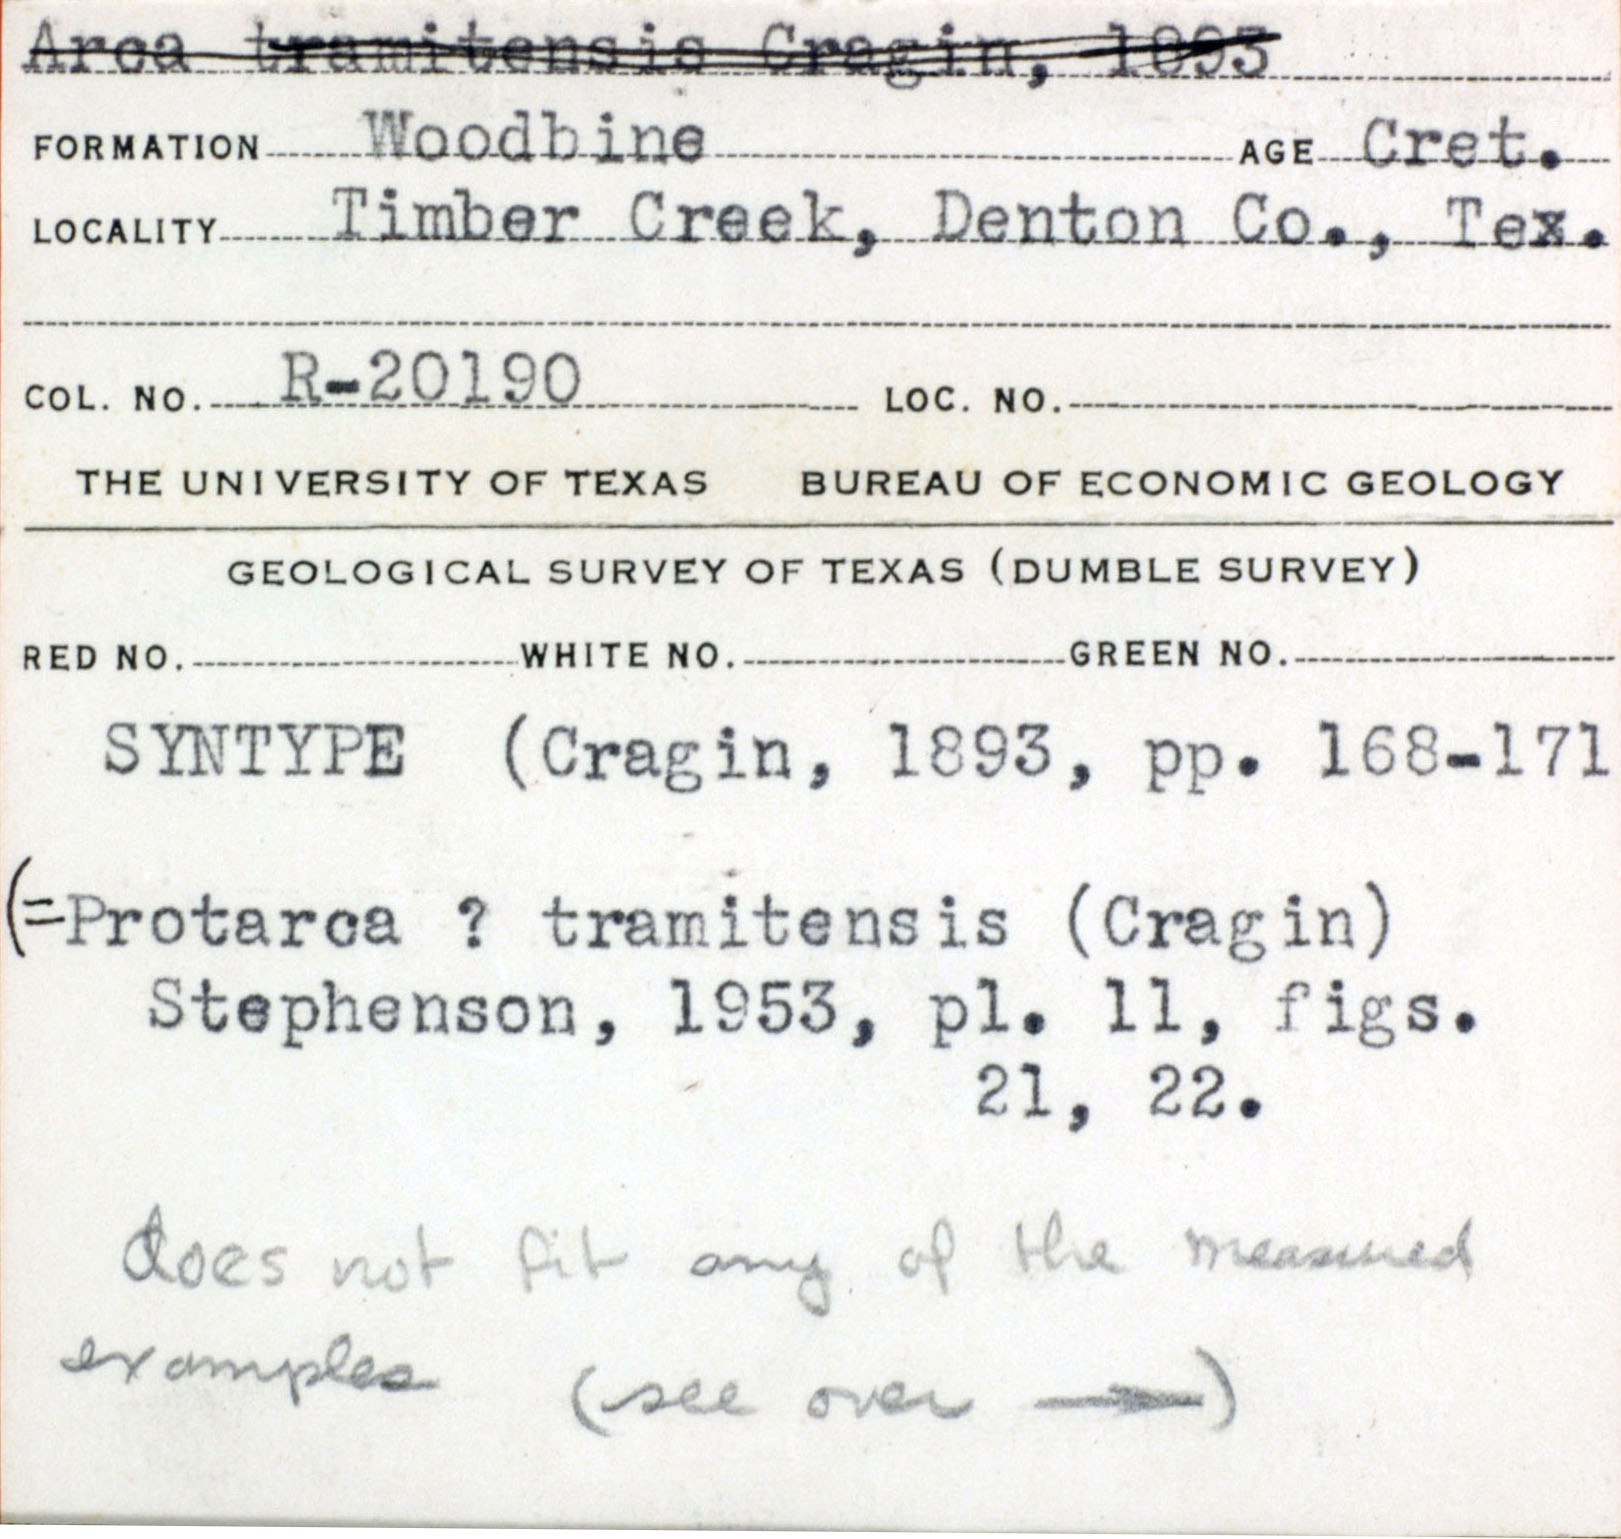 Arca tramitensis Cragin, 1893
FORMATION Woodbine AGE Cret.
LOCALITY Timber Creek, Denton Co., Tex.
COL. NO. R-20190 LOC. NO.
THE UNIVERSITY OF TEXAS BUREAU OF ECONOMIC GEOLOGY
GEOLOGICAL SURVEY OF TEXAS (DUMBLE SURVEY)
RED NO. WHITE NO. GREEN NO.
SYNTYPE (Cragin, 1893, pp. 168-171
(=Protarca ? tramitensis (Cragin)
Stephenson, 1953, pl. 11, figs.
21, 22.
does not fit any of the measured
examples (see over →)